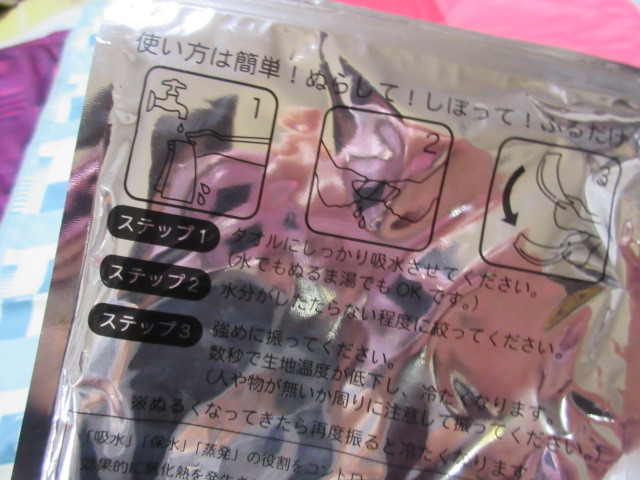 使い方は簡単！ぬらして！しぼって！ふるだけ
1
2
3
ステップ1 タオルにしっかり吸水させてください。
（水でもぬるま湯でもOKです。）
ステップ2 水分がしたたらない程度に絞ってください。
ステップ3 強めに振ってください。
数秒で生地温度が低下し、冷たくなります
（人や物が無いか周りに注意して振ってください。）
※ぬるくなってきたら再度振ると冷たくなります
「吸水」「保水」「蒸発」の役割をコントロ
効果的に気化熱を発生さ